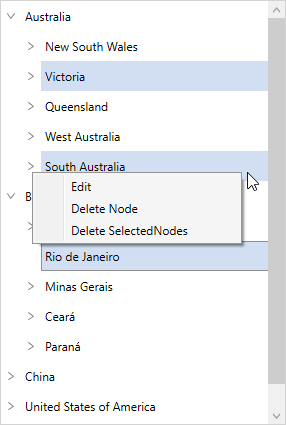 Australia
New South Wales
Victoria
Queensland
West Australia
South Australia
Edit
B
Delete Node
Delete SelectedNodes
Rio de Janeiro
Minas Gerais
Ceará
Paraná
China
United States of America